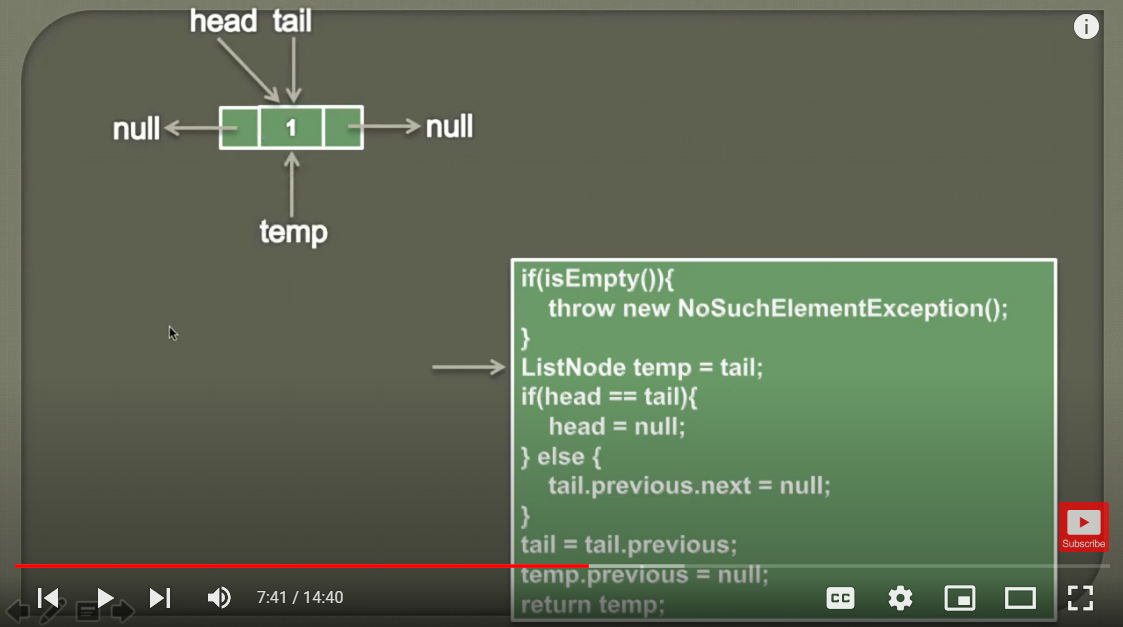 head tail
null
1
null
temp
if(isEmpty()){
throw new NoSuchElementException();
}
ListNode temp = tail;
if(head == tail){
head = null;
} else {
tail.previous.next = null;
}
tail = tail.previous;
temp.previous = null;
return temp;
Subscribe
7:41 / 14:40
CC